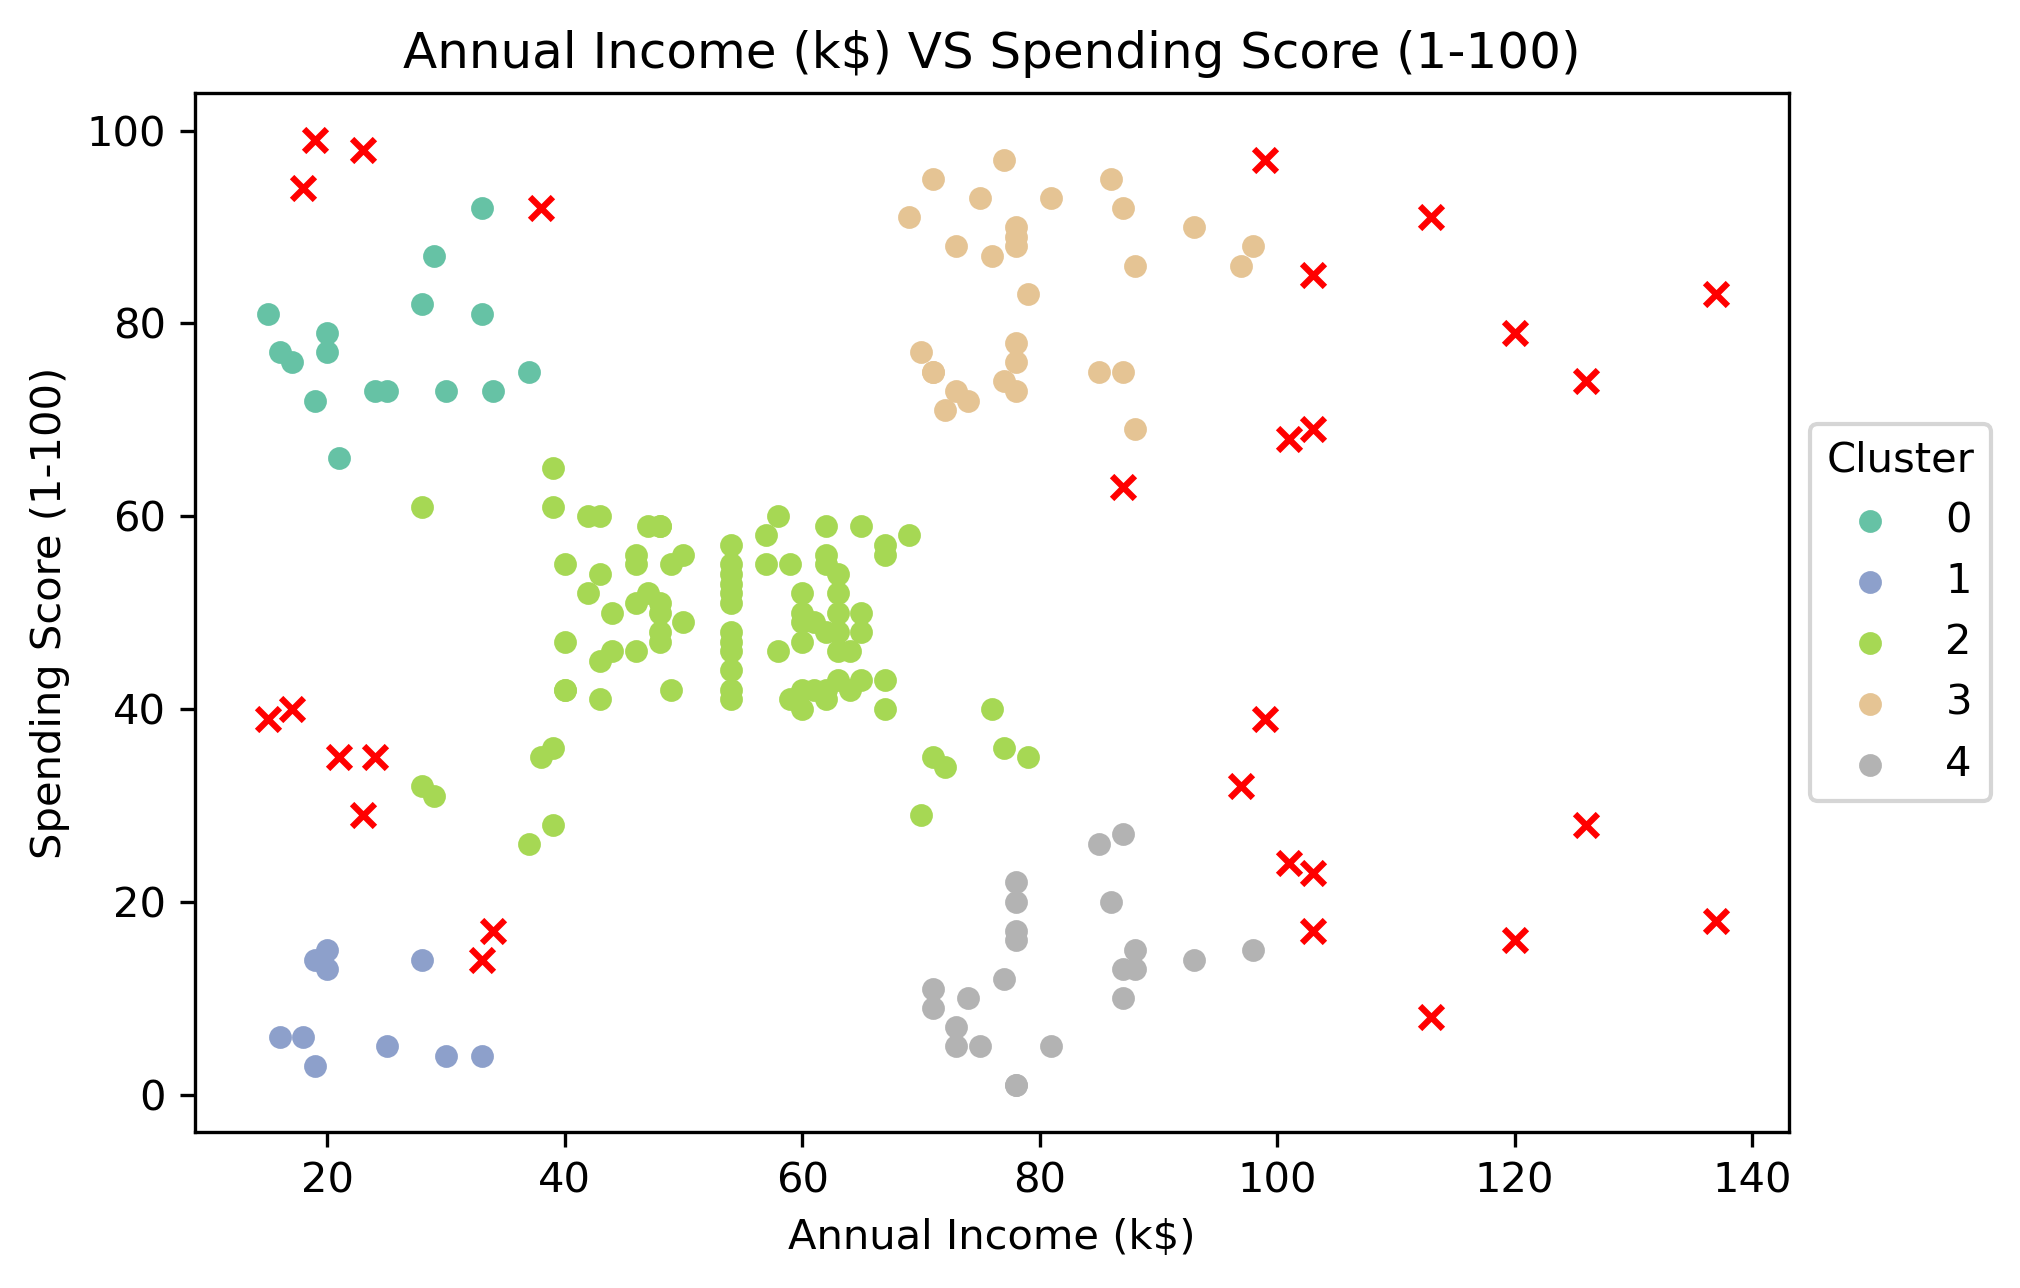 Annual Income (k$) VS Spending Score (1-100)
100
80
60
40
20
0
Spending Score (1-100)
20 40 60 80 100 120 140
Annual Income (k$)
Cluster
0
1
2
3
4